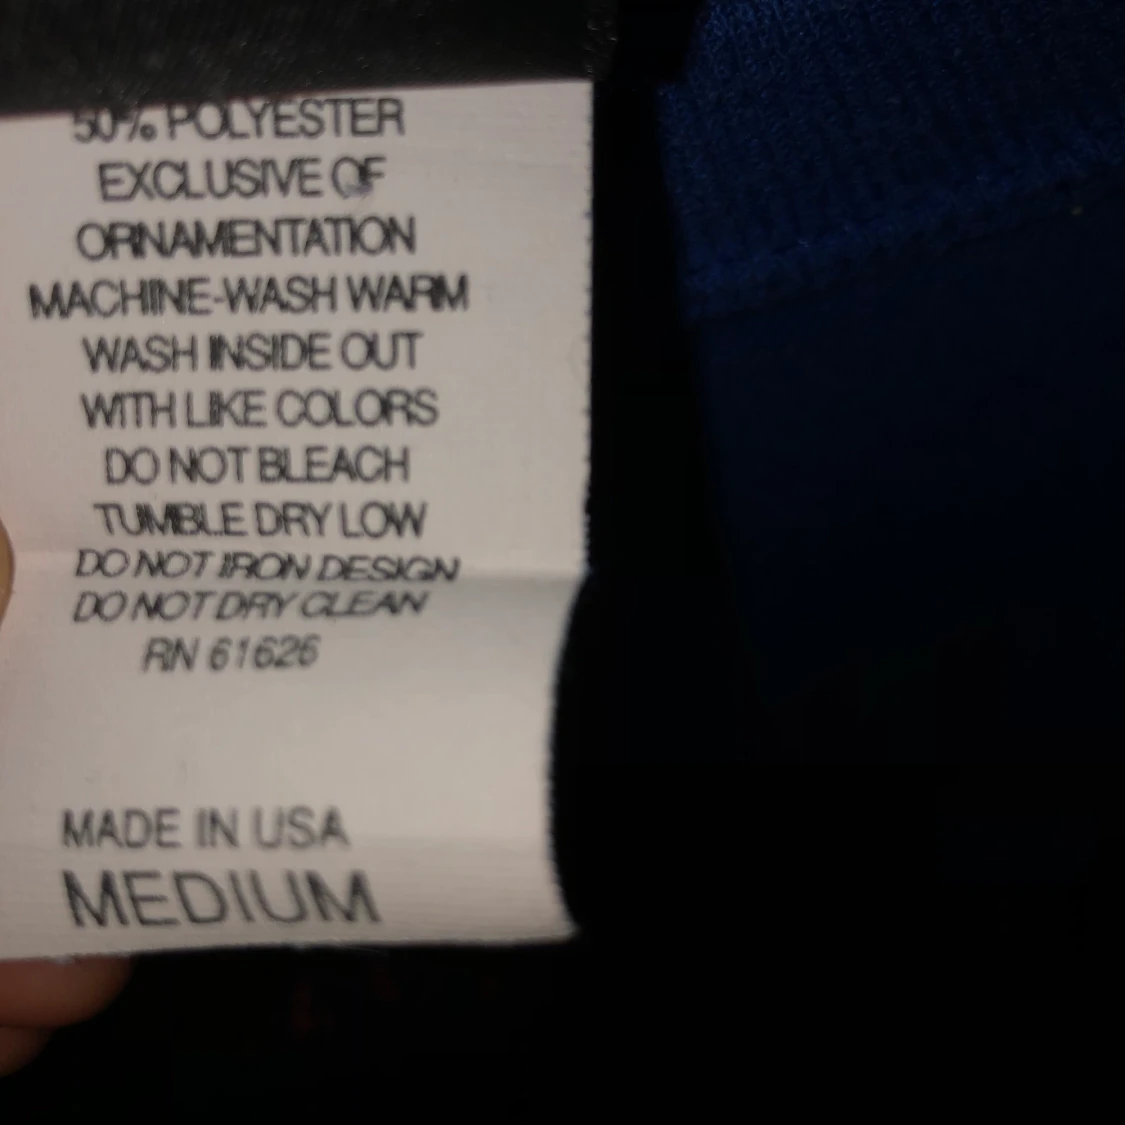 50% POLYESTER
EXCLUSIVE OF
ORNAMENTATION
MACHINE-WASH WARM
WASH INSIDE OUT
WITH LIKE COLORS
DO NOT BLEACH
TUMBLE DRY LOW
DO NOT IRON DESIGN
DO NOT DRY CLEAN
RN 61626
MADE IN USA
MEDIUM